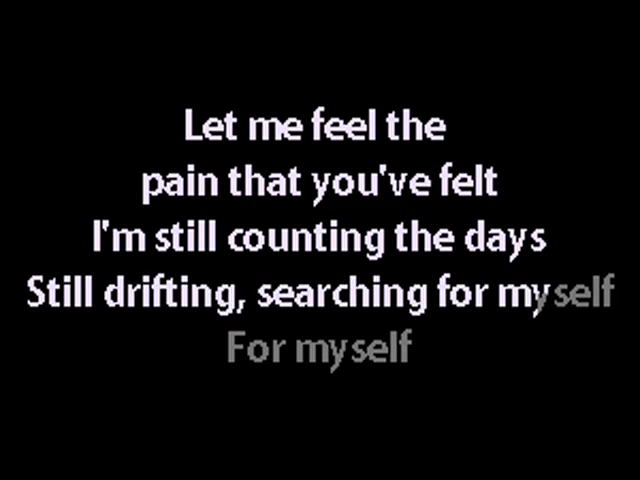 Let me feel the
pain that you've felt
I'm still counting the days
Still drifting, searching for myself
For myself